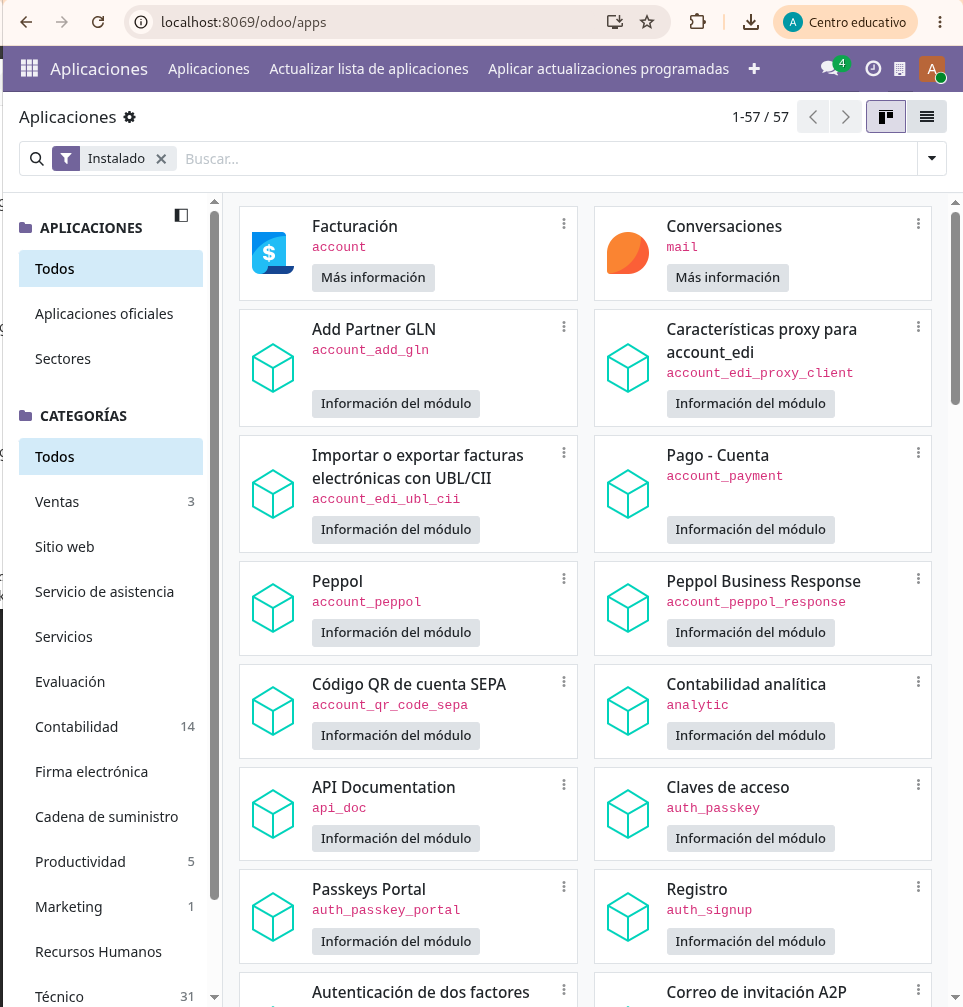 localhost:8069/odoo/apps
A
Centro educativo
Aplicaciones
Aplicaciones
Actualizar lista de aplicaciones
Aplicar actualizaciones programadas
4
A
Aplicaciones
1-57 / 57
Instalado
Buscar...
APLICACIONES
Todos
Aplicaciones oficiales
Sectores
CATEGORÍAS
Todos
Ventas 3
Sitio web
Servicio de asistencia
Servicios
Evaluación
Contabilidad 14
Firma electrónica
Cadena de suministro
Productividad 5
Marketing 1
Recursos Humanos
Técnico 31
$
Facturación
account
Más información
Conversaciones
mail
Más información
Add Partner GLN
account_add_gln
Información del módulo
Características proxy para
account_edi
account_edi_proxy_client
Información del módulo
Importar o exportar facturas
electrónicas con UBL/CII
account_edi_ubl_cii
Información del módulo
Pago - Cuenta
account_payment
Información del módulo
Peppol
account_peppol
Información del módulo
Peppol Business Response
account_peppol_response
Información del módulo
Código QR de cuenta SEPA
account_qr_code_sepa
Información del módulo
Contabilidad analítica
analytic
Información del módulo
API Documentation
api_doc
Información del módulo
Claves de acceso
auth_passkey
Información del módulo
Passkeys Portal
auth_passkey_portal
Información del módulo
Registro
auth_signup
Información del módulo
Autenticación de dos factores
Correo de invitación A2P